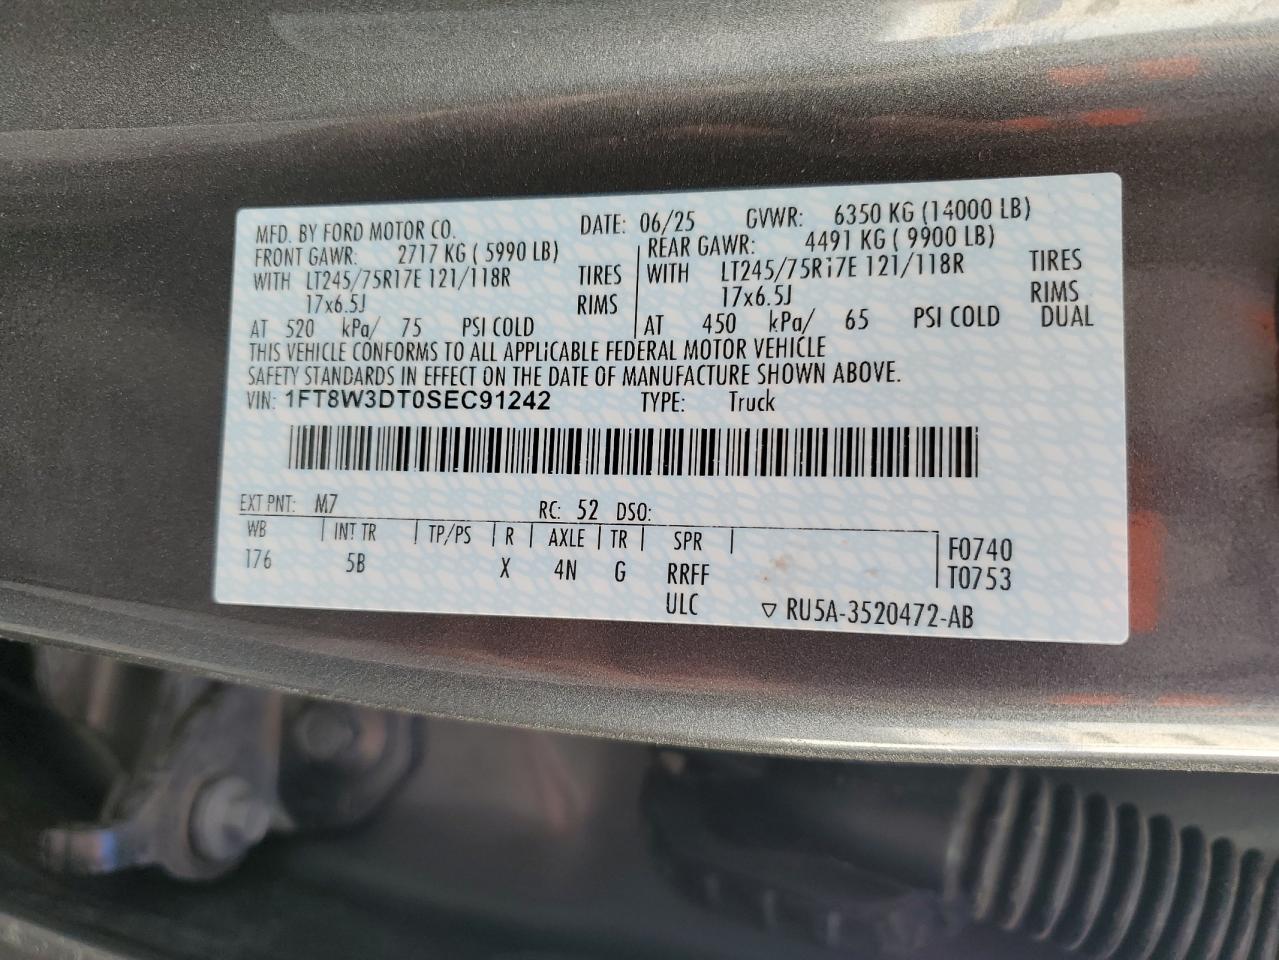 MFD. BY FORD MOTOR CO. DATE: 06/25 GVWR: 6350 KG (14000 LB)
FRONT GAWR: 2717 KG ( 5990 LB) REAR GAWR: 4491 KG ( 9900 LB)
WITH LT245/75R17E 121/118R TIRES WITH LT245/75R17E 121/118R TIRES
17x6.5J RIMS 17x6.5J RIMS
AT 520 kPa/ 75 PSI COLD AT 450 kPa/ 65 PSI COLD DUAL
THIS VEHICLE CONFORMS TO ALL APPLICABLE FEDERAL MOTOR VEHICLE
SAFETY STANDARDS IN EFFECT ON THE DATE OF MANUFACTURE SHOWN ABOVE.
VIN: 1FT8W3DT0SEC91242 TYPE: Truck
EXT PNT: M7 RC: 52 DSO:
WB INT TR TP/PS R AXLE TR SPR F0740
176 5B X 4N G RRFF T0753
ULC ▽ RU5A-3520472-AB